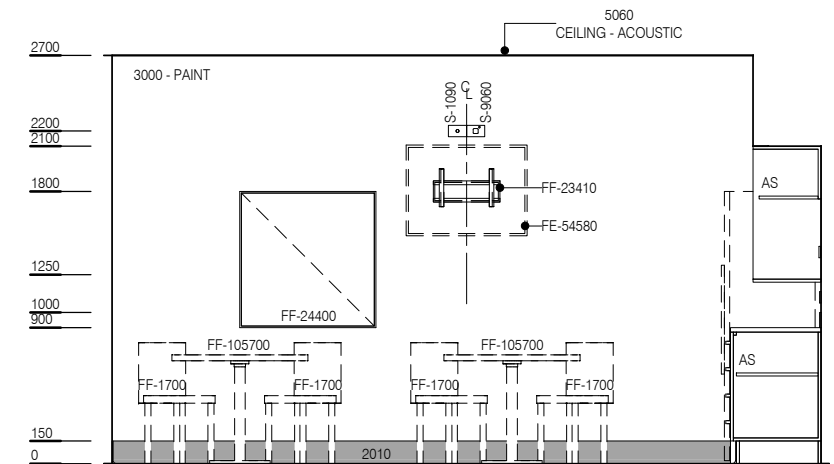 5060
CEILING - ACOUSTIC
2700
3000 - PAINT
S-1090
CL
S-9060
2200
2100
1800
AS
FF-23410
FE-54580
1250
1000
FF-24400
900
FF-105700
FF-105700
AS
FF-1700
FF-1700
FF-1700
FF-1700
150
0
2010